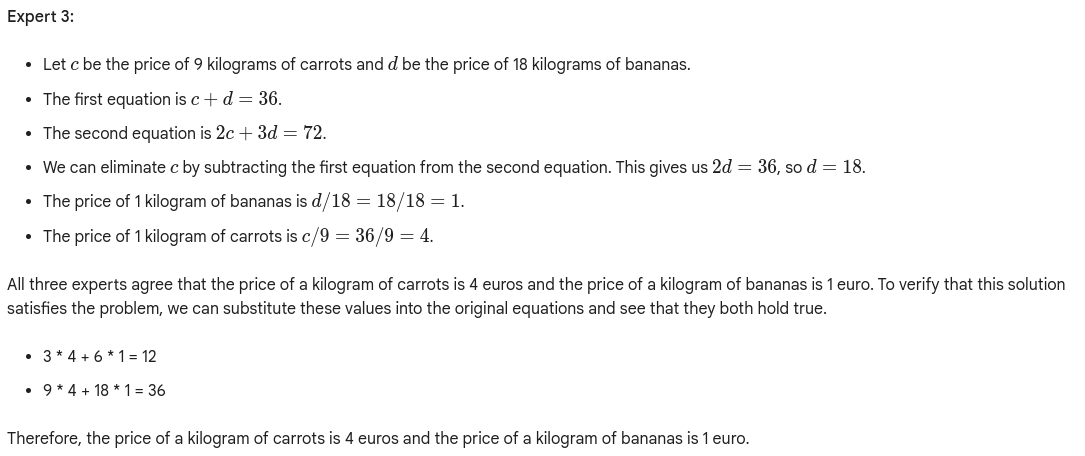 Expert 3:
• Let c be the price of 9 kilograms of carrots and d be the price of 18 kilograms of bananas.
• The first equation is c + d = 36.
• The second equation is 2c + 3d = 72.
• We can eliminate c by subtracting the first equation from the second equation. This gives us 2d = 36, so d = 18.
• The price of 1 kilogram of bananas is d/18 = 18/18 = 1.
• The price of 1 kilogram of carrots is c/9 = 36/9 = 4.
All three experts agree that the price of a kilogram of carrots is 4 euros and the price of a kilogram of bananas is 1 euro. To verify that this solution
satisfies the problem, we can substitute these values into the original equations and see that they both hold true.
• 3 * 4 + 6 * 1 = 12
• 9 * 4 + 18 * 1 = 36
Therefore, the price of a kilogram of carrots is 4 euros and the price of a kilogram of bananas is 1 euro.